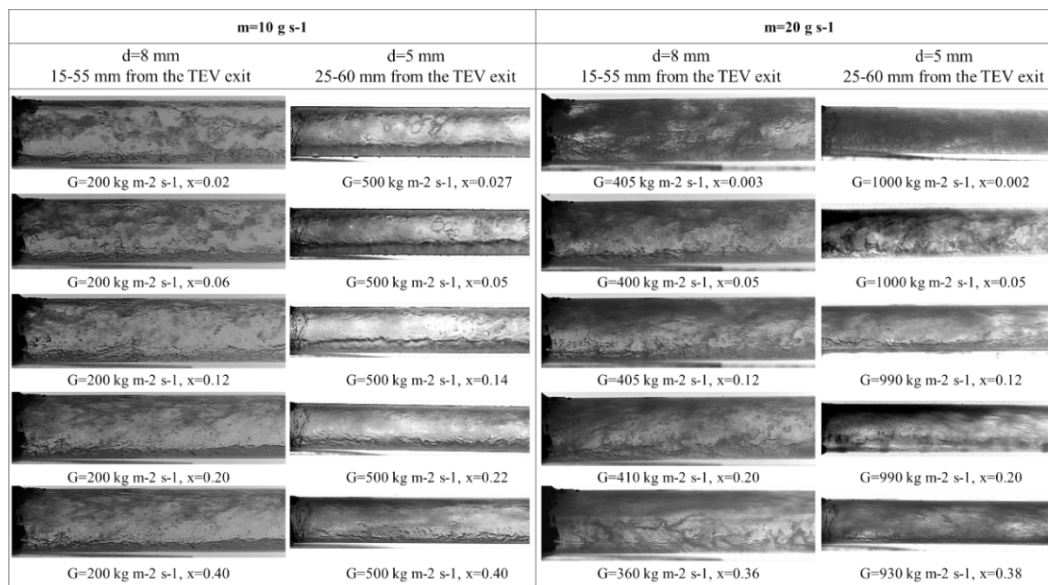 m=10 g s-1
m=20 g s-1
d=8 mm
15-55 mm from the TEV exit
d=5 mm
25-60 mm from the TEV exit
d=8 mm
15-55 mm from the TEV exit
d=5 mm
25-60 mm from the TEV exit
G=200 kg m-2 s-1, x=0.02
G=500 kg m-2 s-1, x=0.027
G=405 kg m-2 s-1, x=0.003
G=1000 kg m-2 s-1, x=0.002
G=200 kg m-2 s-1, x=0.06
G=500 kg m-2 s-1, x=0.05
G=400 kg m-2 s-1, x=0.05
G=1000 kg m-2 s-1, x=0.05
G=200 kg m-2 s-1, x=0.12
G=500 kg m-2 s-1, x=0.14
G=405 kg m-2 s-1, x=0.12
G=990 kg m-2 s-1, x=0.12
G=200 kg m-2 s-1, x=0.20
G=500 kg m-2 s-1, x=0.22
G=410 kg m-2 s-1, x=0.20
G=990 kg m-2 s-1, x=0.20
G=200 kg m-2 s-1, x=0.40
G=500 kg m-2 s-1, x=0.40
G=360 kg m-2 s-1, x=0.36
G=930 kg m-2 s-1, x=0.38